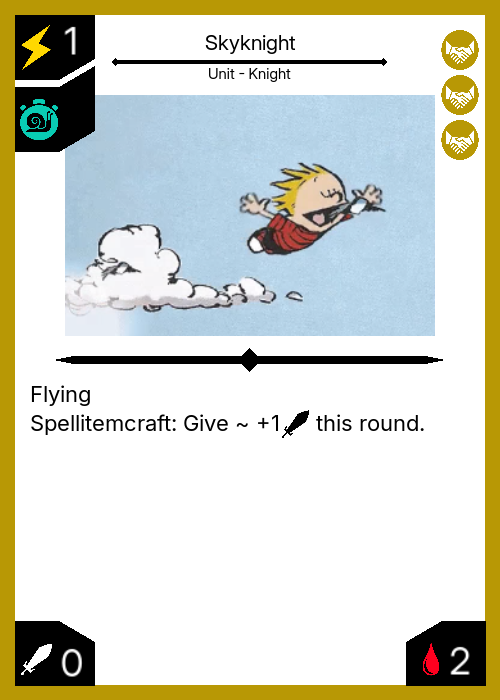 1
Skyknight
Unit - Knight
Flying
Spellitemcraft: Give ~ +1 this round.
0
2